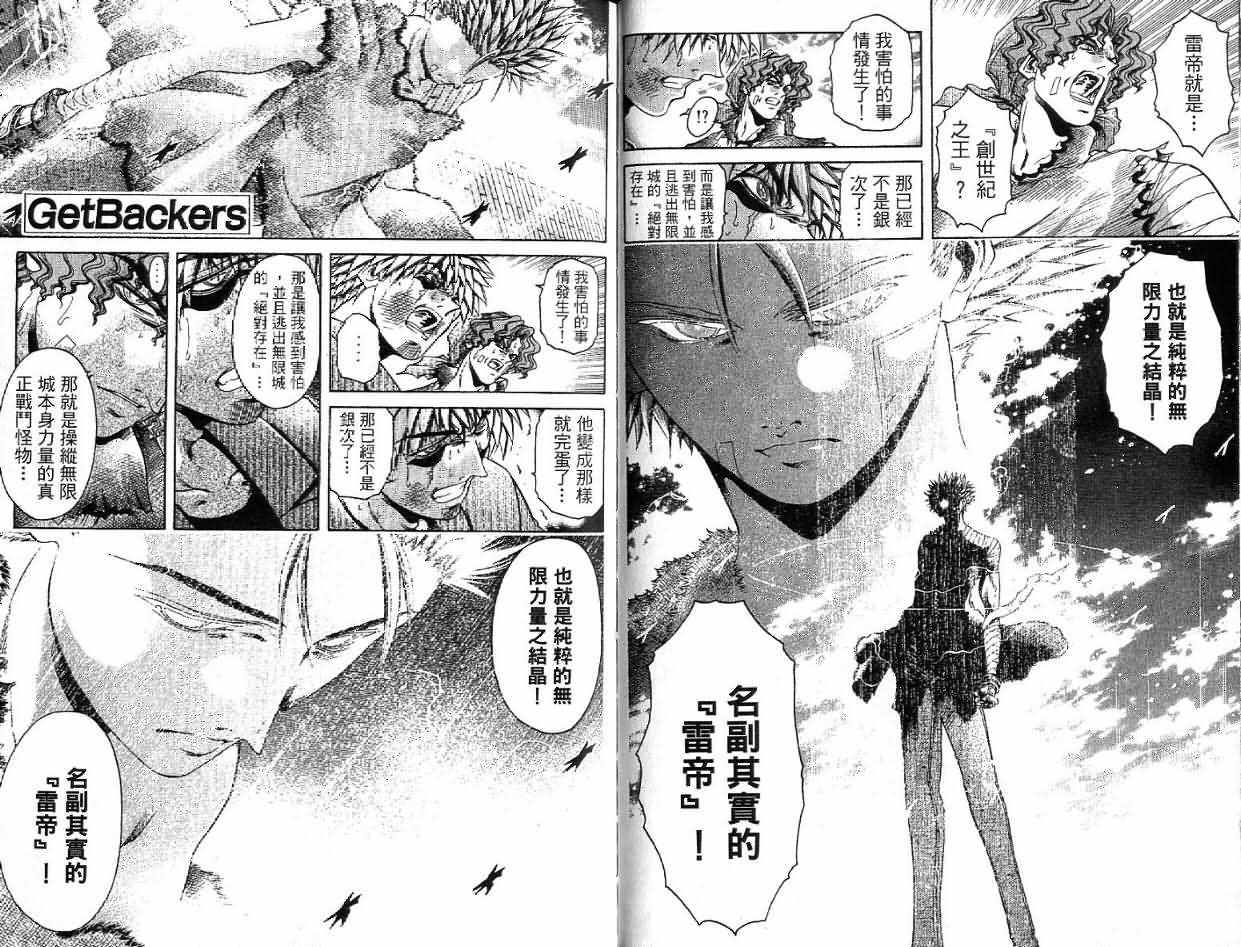 雷帝就是…
『創世紀
之王』？
我害怕的事
情發生了！
!?
那已經
不是銀
次了…
而是讓我感
到害怕，並
且逃出無限
城的『絕對
存在』…
也就是純粹的無
限力量之結晶！
名副其實的
『雷帝』！
GetBackers
我害怕的事
情發生了！
…．
他變成那樣
就完蛋了…
那已經不是
銀次了…．
那是讓我感到害怕
，並且逃出無限城
的『絕對存在』…
…．
那就是操縱無限
城本身力量的真
正戰鬥怪物…
也就是純粹的無
限力量之結晶！
名副其實的
『雷帝』！